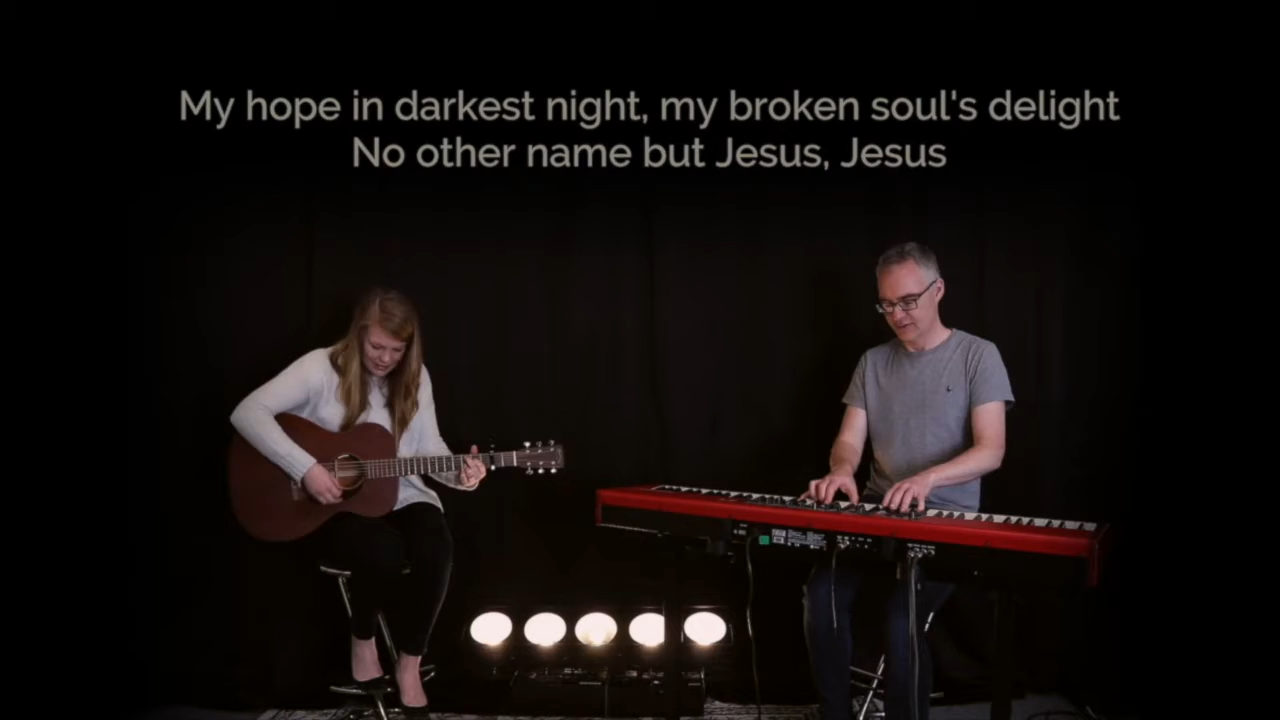 My hope in darkest night, my broken soul's delight
No other name but Jesus, Jesus